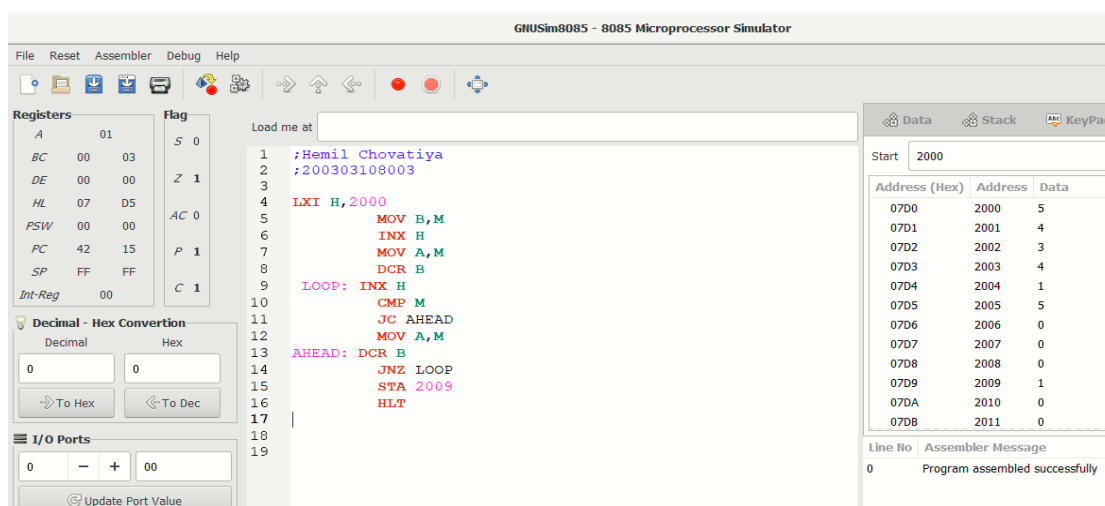 GNUSim8085 - 8085 Microprocessor Simulator
File Reset Assembler Debug Help
Registers
A 01
BC 00 03
DE 00 00
HL 07 D5
PSW 00 00
PC 42 15
SP FF FF
Int-Reg 00
Flag
S 0
Z 1
AC 0
P 1
C 1
Decimal - Hex Convertion
Decimal Hex
0 0
To Hex To Dec
I/O Ports
0 − + 00
Update Port Value
Load me at
1 ;Hemil Chovatiya
2 ;200303108003
3
4 LXI H,2000
5 MOV B,M
6 INX H
7 MOV A,M
8 DCR B
9 LOOP: INX H
10 CMP M
11 JC AHEAD
12 MOV A,M
13 AHEAD: DCR B
14 JNZ LOOP
15 STA 2009
16 HLT
17
18
19
Data Stack Abc KeyPa
Start 2000
Address (Hex) Address Data
07D0 2000 5
07D1 2001 4
07D2 2002 3
07D3 2003 4
07D4 2004 1
07D5 2005 5
07D6 2006 0
07D7 2007 0
07D8 2008 0
07D9 2009 1
07DA 2010 0
07DB 2011 0
Line No Assembler Message
0 Program assembled successfully